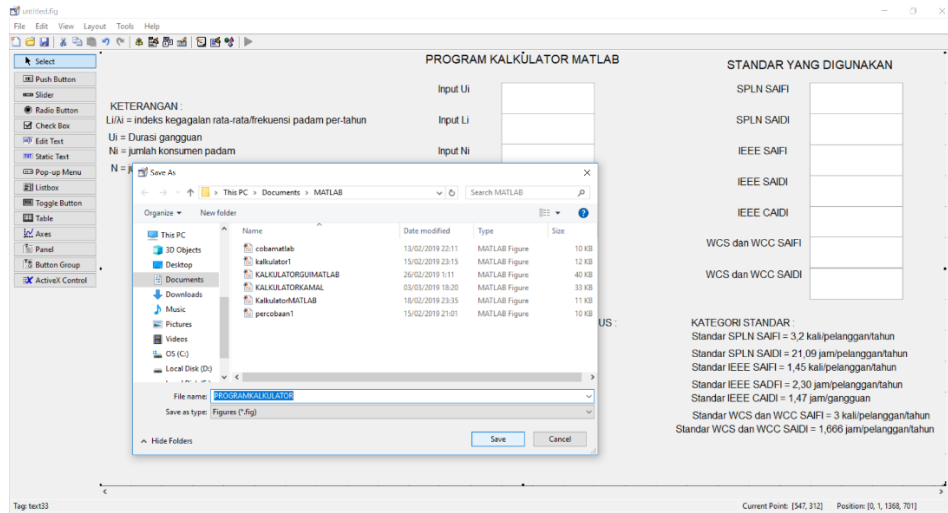 untitled.fig
File Edit View Layout Tools Help
Select
Push Button
Slider
Radio Button
Check Box
Edit Text
Static Text
Pop-up Menu
Listbox
Toggle Button
Table
Axes
Panel
Button Group
ActiveX Control
PROGRAM KALKULATOR MATLAB
STANDAR YANG DIGUNAKAN
KETERANGAN :
Li/λi = indeks kegagalan rata-rata/frekuensi padam per-tahun
Ui = Durasi gangguan
Ni = jumlah konsumen padam
N =
Input Ui
Input Li
Input Ni
SPLN SAIFI
SPLN SAIDI
IEEE SAIFI
IEEE SAIDI
IEEE CAIDI
WCS dan WCC SAIFI
WCS dan WCC SAIDI
Save As
This PC > Documents > MATLAB
Search MATLAB
Organize
New folder
This PC
3D Objects
Desktop
Documents
Downloads
Music
Pictures
Videos
OS (C:)
Local Disk (D:)
Name Date modified Type Size
cobamatlab 13/02/2019 22:11 MATLAB Figure 10 KB
kalkulator1 15/02/2019 23:15 MATLAB Figure 12 KB
KALKULATORGUIMATLAB 26/02/2019 1:11 MATLAB Figure 40 KB
KALKULATORKAMAL 03/03/2019 18:20 MATLAB Figure 33 KB
KalkulatorMATLAB 18/02/2019 23:35 MATLAB Figure 11 KB
percobaan1 15/02/2019 21:01 MATLAB Figure 10 KB
File name: PROGRAMKALKULATOR
Save as type: Figures (*.fig)
Hide Folders
Save
Cancel
US :
KATEGORI STANDAR :
Standar SPLN SAIFI = 3,2 kali/pelanggan/tahun
Standar SPLN SAIDI = 21,09 jam/pelanggan/tahun
Standar IEEE SAIFI = 1,45 kali/pelanggan/tahun
Standar IEEE SADFI = 2,30 jam/pelanggan/tahun
Standar IEEE CAIDI = 1,47 jam/gangguan
Standar WCS dan WCC SAIFI = 3 kali/pelanggan/tahun
Standar WCS dan WCC SAIDI = 1,666 jam/pelanggan/tahun
Tag: text33
Current Point: [547, 312] Position: [0, 1, 1368, 701]